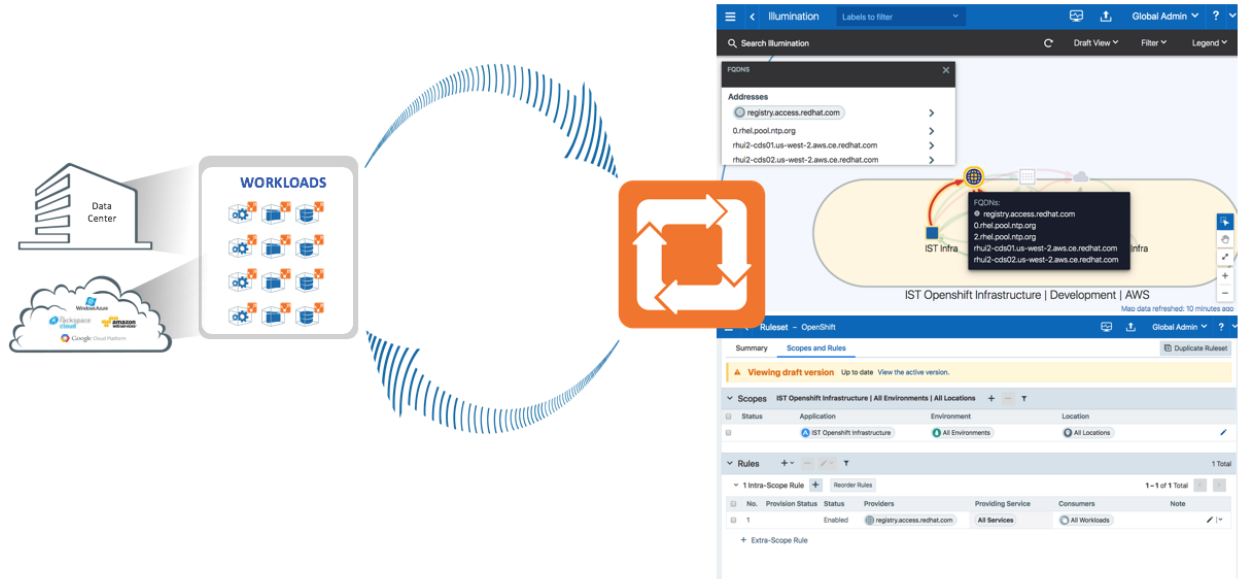 Data
Center
Windows Azure
rackspace
cloud
amazon
webservices
Google Cloud Platform
WORKLOADS
Illumination
Labels to filter
Global Admin
?
Search Illumination
Draft View
Filter
Legend
FQDNS
Addresses
registry.access.redhat.com
0.rhel.pool.ntp.org
rhui2-cds01.us-west-2.aws.ce.redhat.com
rhui2-cds02.us-west-2.aws.ce.redhat.com
FQDNs:
registry.access.redhat.com
0.rhel.pool.ntp.org
2.rhel.pool.ntp.org
rhui2-cds01.us-west-2.aws.ce.redhat.com
rhui2-cds02.us-west-2.aws.ce.redhat.com
IST Infra
nfra
IST Openshift Infrastructure | Development | AWS
Map data refreshed: 10 minutes ago
Ruleset – OpenShift
Global Admin
?
Summary
Scopes and Rules
Duplicate Ruleset
Viewing draft version Up to date View the active version.
Scopes IST Openshift Infrastructure | All Environments | All Locations
Status Application Environment Location
IST Openshift Infrastructure All Environments All Locations
Rules
1 Total
1 Intra-Scope Rule
Reorder Rules
1 – 1 of 1 Total
No. Provision Status Status Providers Providing Service Consumers Note
1 Enabled registry.access.redhat.com All Services All Workloads
+ Extra-Scope Rule